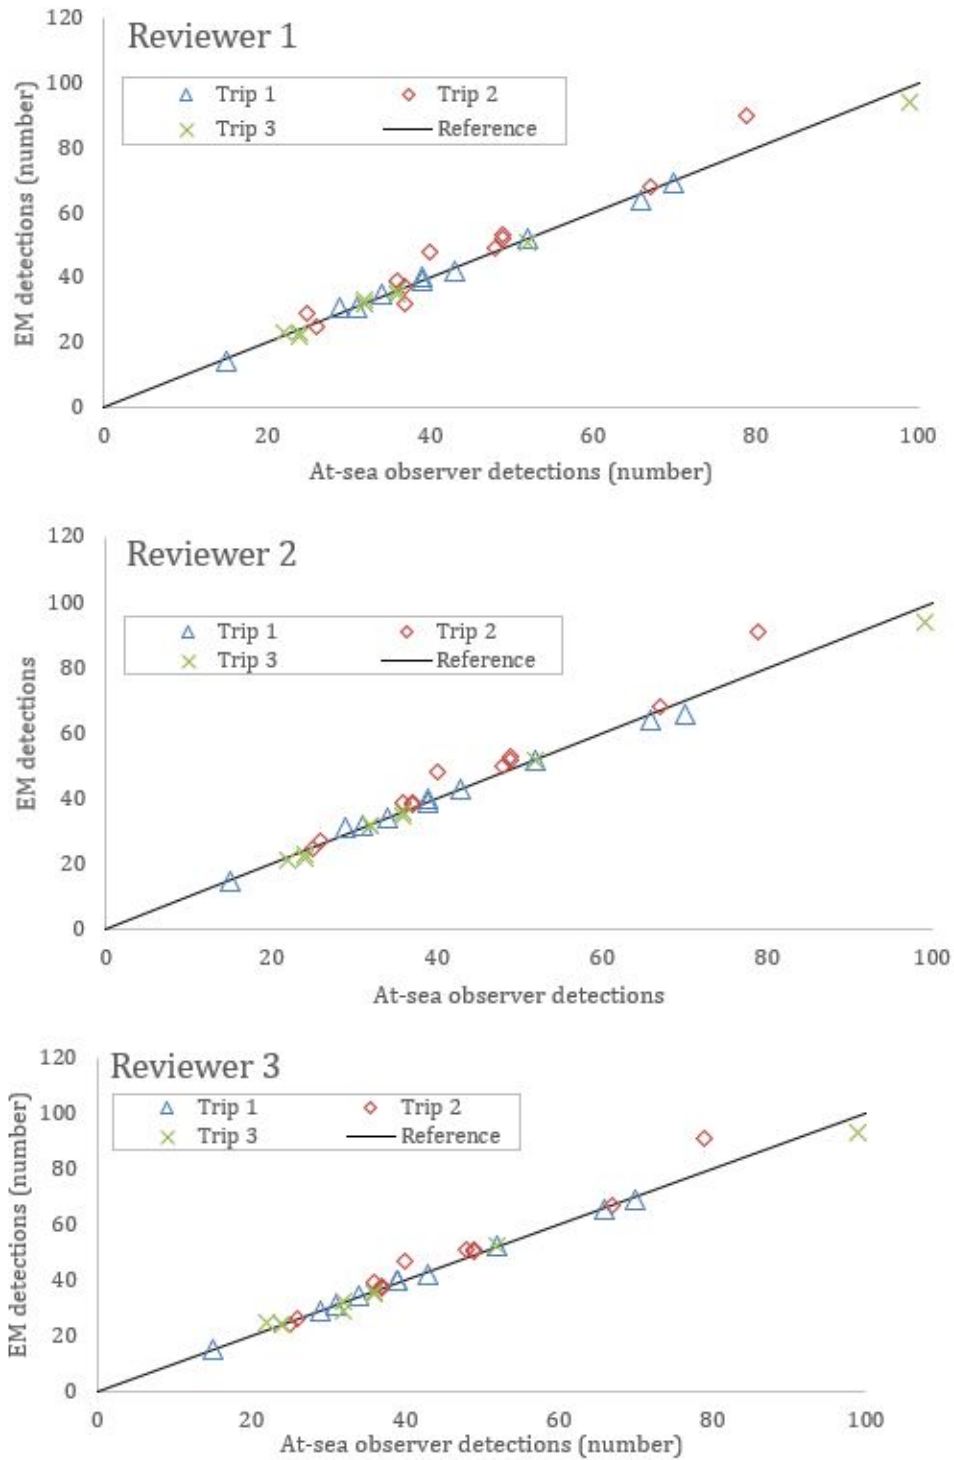 120
Reviewer 1
100
Trip 1
Trip 2
Trip 3
Reference
80
60
40
20
0
EM detections (number)
0 20 40 60 80 100
At-sea observer detections (number)
120
Reviewer 2
100
Trip 1
Trip 2
Trip 3
Reference
80
60
40
20
0
EM detections
0 20 40 60 80 100
At-sea observer detections
120
Reviewer 3
100
Trip 1
Trip 2
Trip 3
Reference
80
60
40
20
0
EM detections (number)
0 20 40 60 80 100
At-sea observer detections (number)